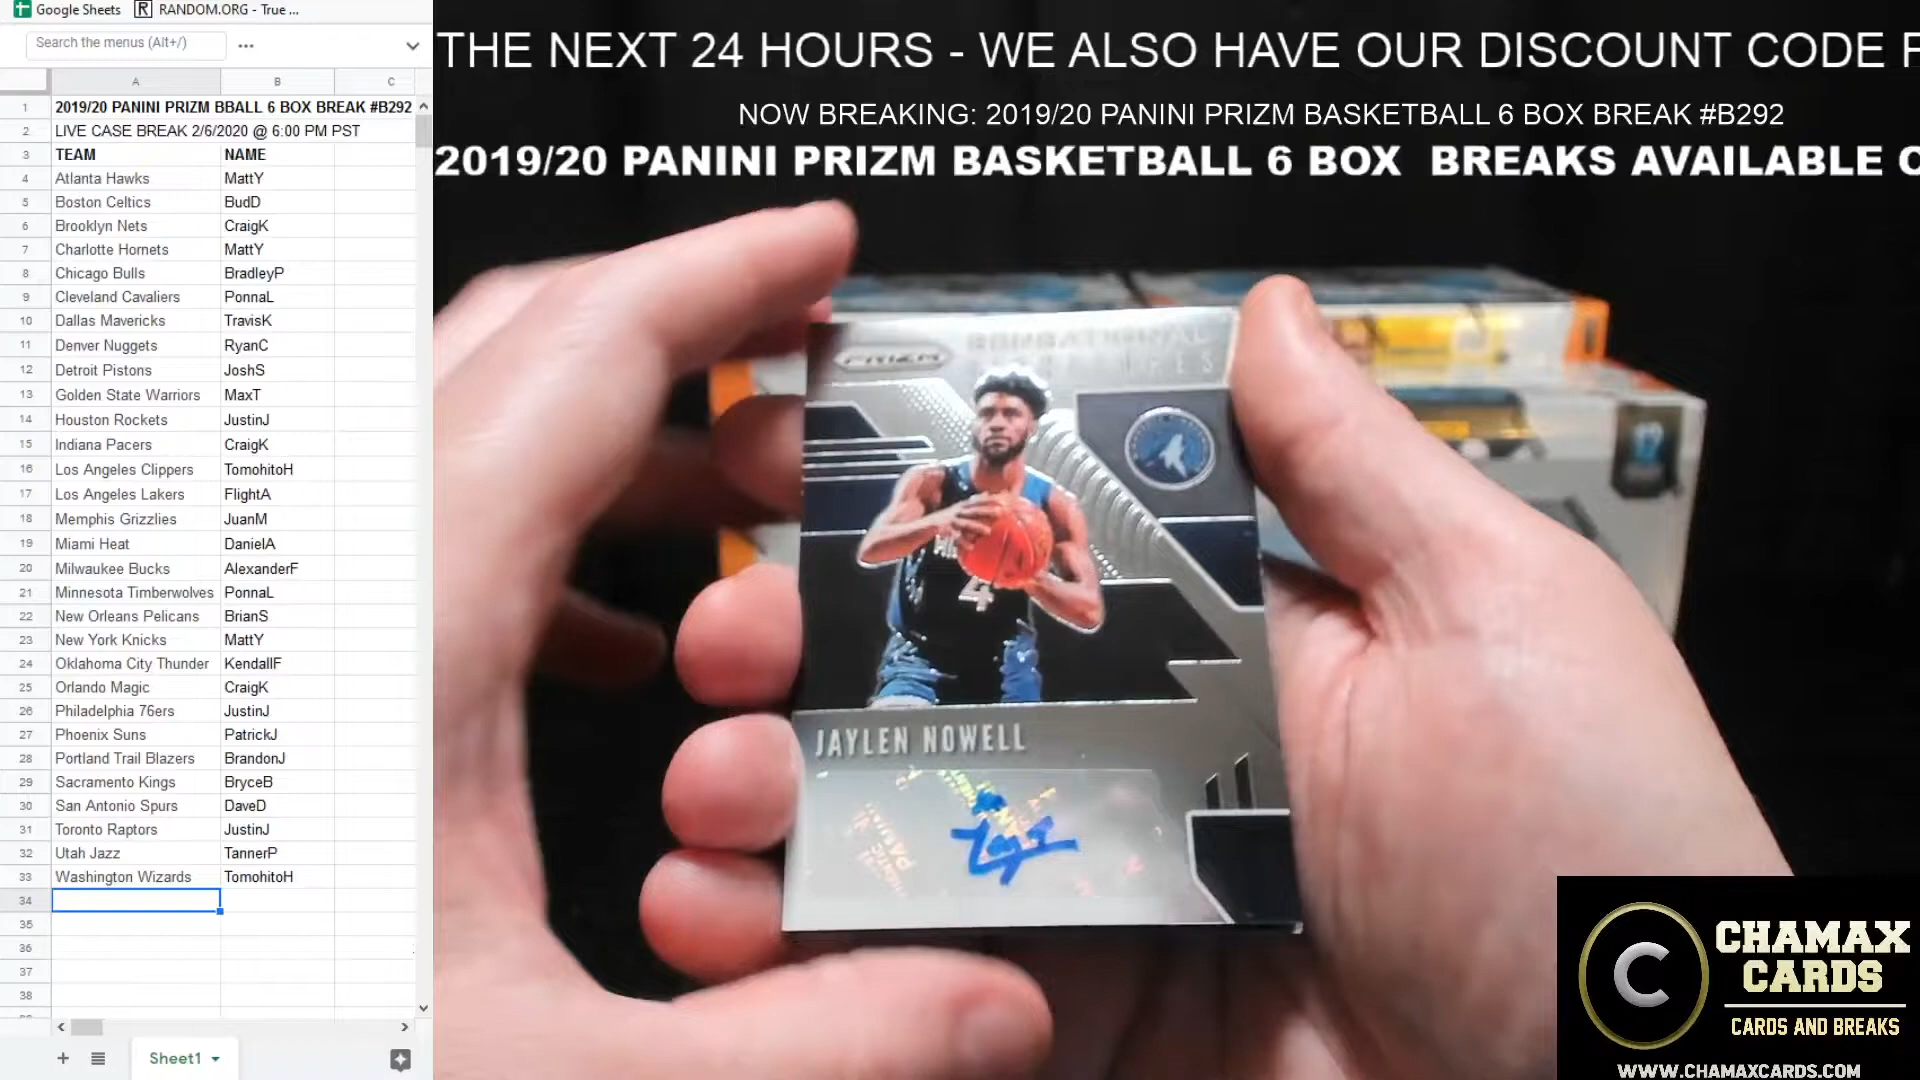 Google Sheets
RANDOM.ORG - True ...
Search the menus (Alt+/)
A B C
1 2019/20 PANINI PRIZM BBALL 6 BOX BREAK #B292
2 LIVE CASE BREAK 2/6/2020 @ 6:00 PM PST
3 TEAM NAME
4 Atlanta Hawks MattY
5 Boston Celtics BudD
6 Brooklyn Nets CraigK
7 Charlotte Hornets MattY
8 Chicago Bulls BradleyP
9 Cleveland Cavaliers PonnaL
10 Dallas Mavericks TravisK
11 Denver Nuggets RyanC
12 Detroit Pistons JoshS
13 Golden State Warriors MaxT
14 Houston Rockets JustinJ
15 Indiana Pacers CraigK
16 Los Angeles Clippers TomohitoH
17 Los Angeles Lakers FlightA
18 Memphis Grizzlies JuanM
19 Miami Heat DanielA
20 Milwaukee Bucks AlexanderF
21 Minnesota Timberwolves PonnaL
22 New Orleans Pelicans BrianS
23 New York Knicks MattY
24 Oklahoma City Thunder KendallF
25 Orlando Magic CraigK
26 Philadelphia 76ers JustinJ
27 Phoenix Suns PatrickJ
28 Portland Trail Blazers BrandonJ
29 Sacramento Kings BryceB
30 San Antonio Spurs DaveD
31 Toronto Raptors JustinJ
32 Utah Jazz TannerP
33 Washington Wizards TomohitoH
34
35
36
37
38
Sheet1
THE NEXT 24 HOURS - WE ALSO HAVE OUR DISCOUNT CODE
NOW BREAKING: 2019/20 PANINI PRIZM BASKETBALL 6 BOX BREAK #B292
2019/20 PANINI PRIZM BASKETBALL 6 BOX BREAKS AVAILABLE
PRIZM
4
JAYLEN NOWELL
12
C
CHAMAX
CARDS
CARDS AND BREAKS
WWW.CHAMAXCARDS.COM